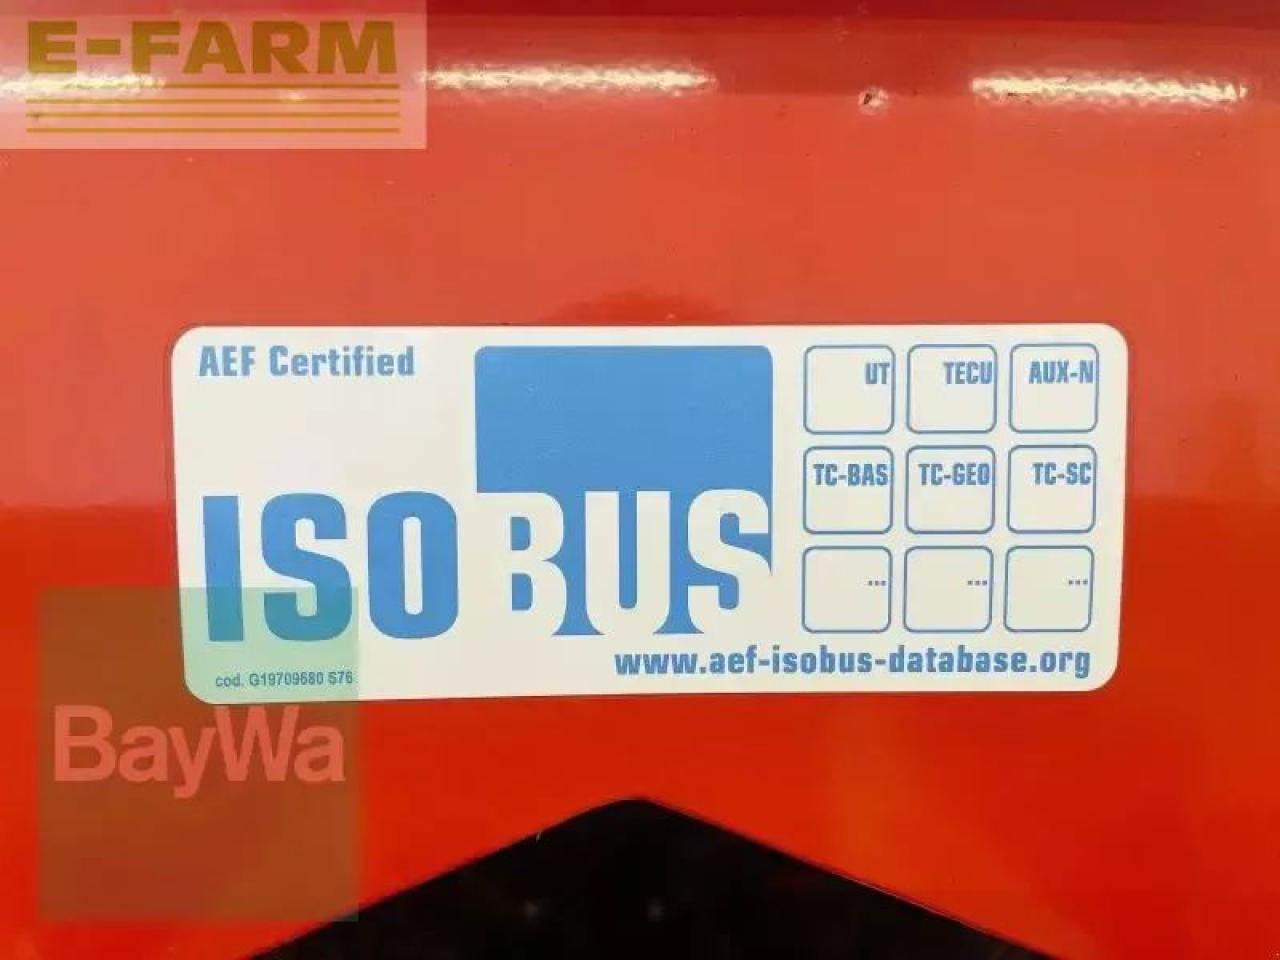 E-FARM
AEF Certified
ISOBUS
UT TECU AUX-N
TC-BAS TC-GEO TC-SC
... ... ...
www.aef-isobus-database.org
cod. G19709680 S76
BayWa